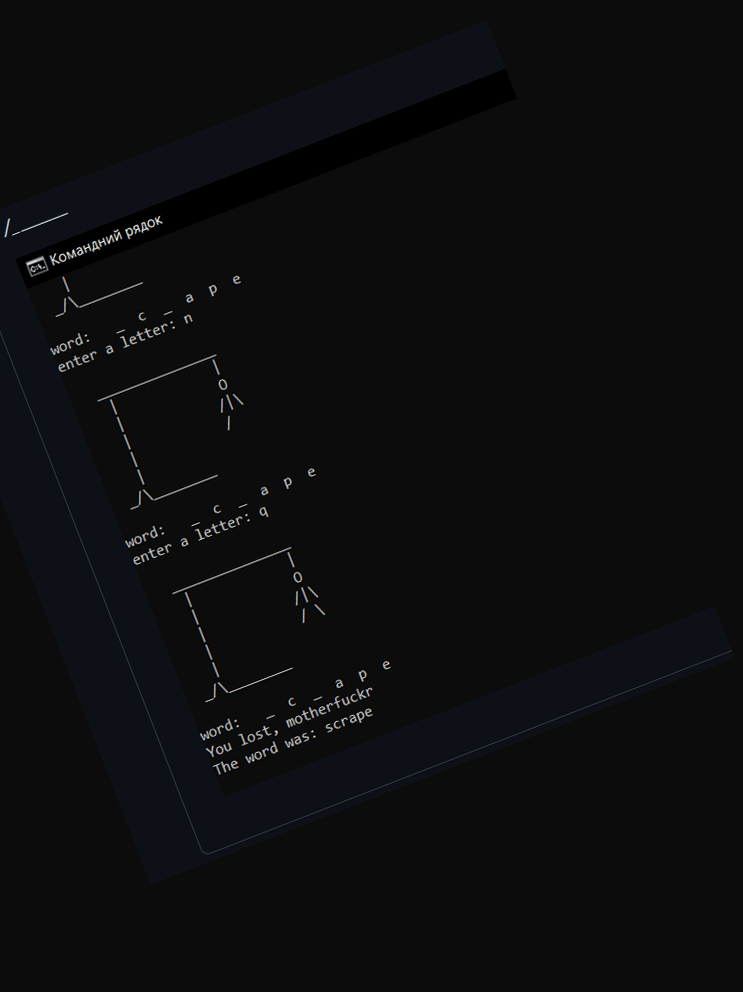 Командний рядок
word: _ c _ a p e
enter a letter: n
word: _ c _ a p e
enter a letter: q
word: _ c _ a p e
You lost, motherfuckr
The word was: scrape